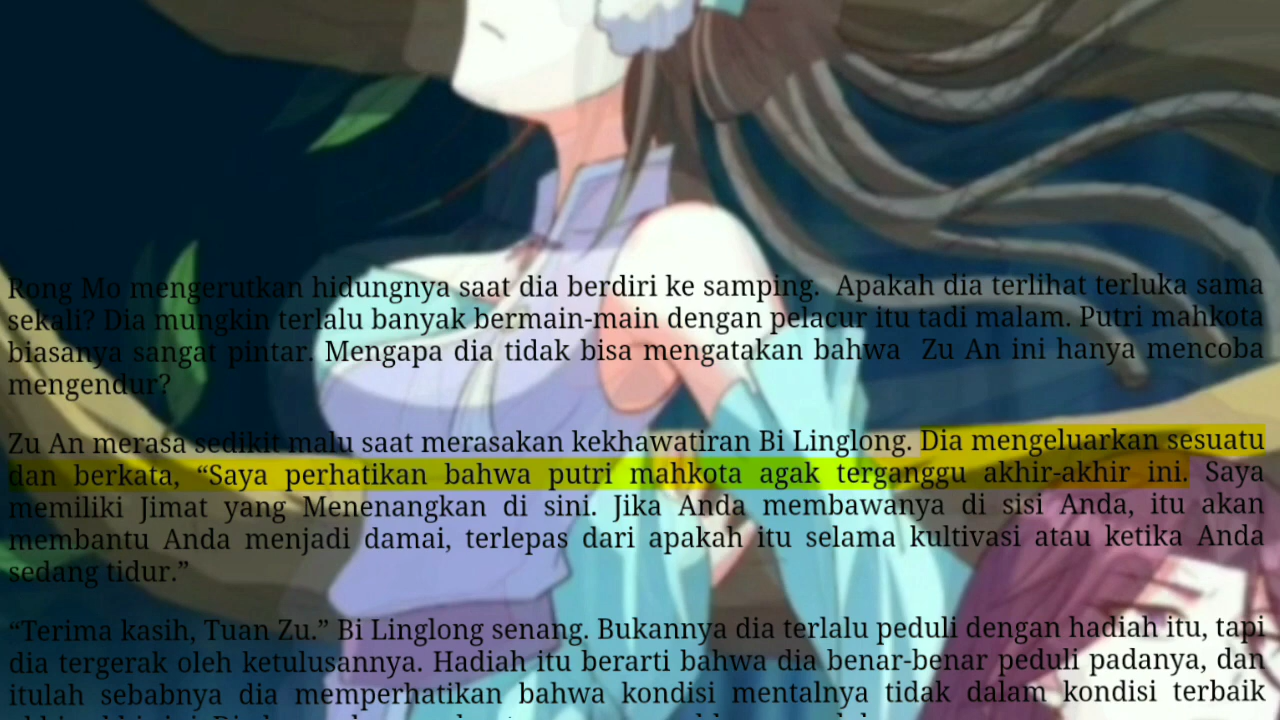 Rong Mo mengerutkan hidungnya saat dia berdiri ke samping. Apakah dia terlihat terluka sama
sekali? Dia mungkin terlalu banyak bermain-main dengan pelacur itu tadi malam. Putri mahkota
biasanya sangat pintar. Mengapa dia tidak bisa mengatakan bahwa Zu An ini hanya mencoba
mengendur?
Zu An merasa sedikit malu saat merasakan kekhawatiran Bi Linglong. Dia mengeluarkan sesuatu
dan berkata, “Saya perhatikan bahwa putri mahkota agak terganggu akhir-akhir ini. Saya
memiliki Jimat yang Menenangkan di sini. Jika Anda membawanya di sisi Anda, itu akan
membantu Anda menjadi damai, terlepas dari apakah itu selama kultivasi atau ketika Anda
sedang tidur.”
“Terima kasih, Tuan Zu.” Bi Linglong senang. Bukannya dia terlalu peduli dengan hadiah itu, tapi
dia tergerak oleh ketulusannya. Hadiah itu berarti bahwa dia benar-benar peduli padanya, dan
itulah sebabnya dia memperhatikan bahwa kondisi mentalnya tidak dalam kondisi terbaik